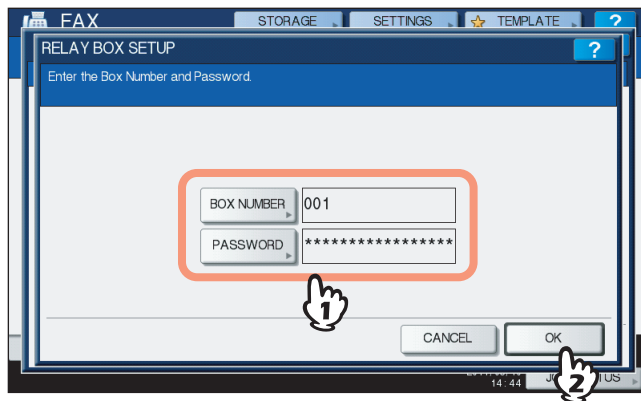 FAX STORAGE SETTINGS TEMPLATE ?
RELAY BOX SETUP ?
Enter the Box Number and Password.
BOX NUMBER 001
PASSWORD *****************
1
CANCEL OK
14:44
2